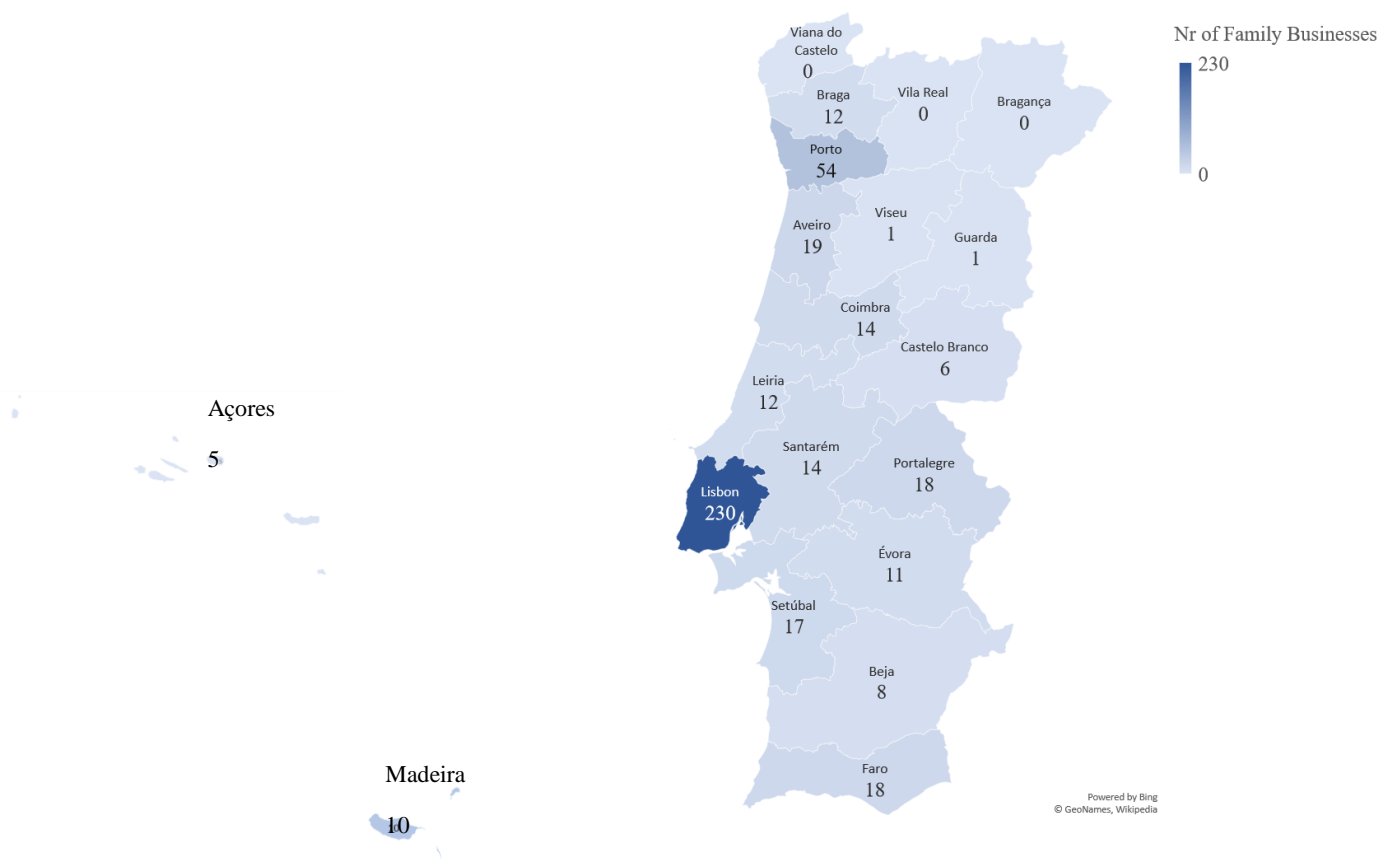 Nr of Family Businesses
230
0
Viana do
Castelo
0
Braga
12
Vila Real
0
Bragança
0
Porto
54
Aveiro
19
Viseu
1
Guarda
1
Coimbra
14
Castelo Branco
6
Leiria
12
Açores
5
Santarém
14
Portalegre
18
Lisbon
230
Évora
11
Setúbal
17
Beja
8
Madeira
10
Faro
18
Powered by Bing
© GeoNames, Wikipedia